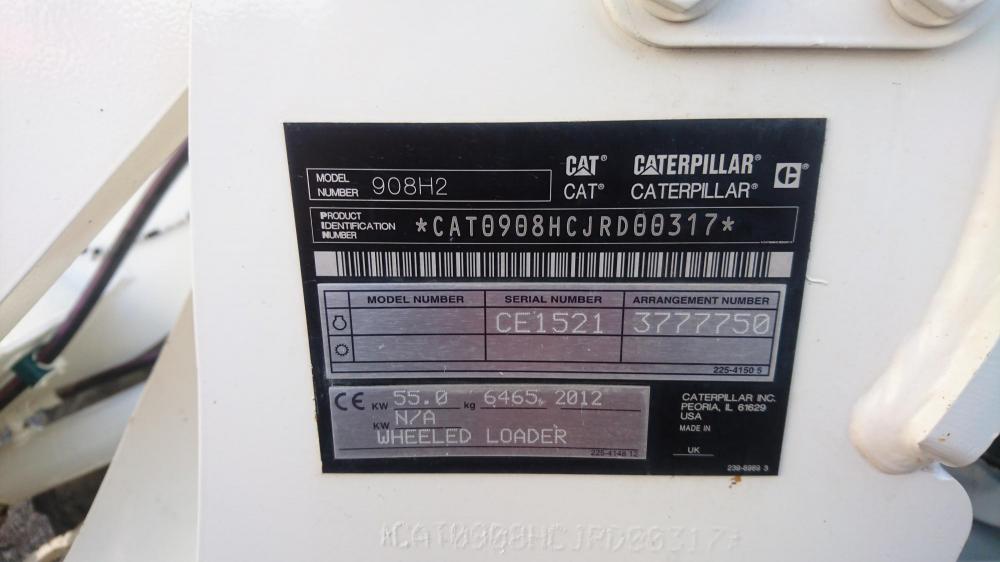 CAT® CATERPILLAR®
CAT® CATERPILLAR®
MODEL NUMBER 908H2
PRODUCT IDENTIFICATION NUMBER *CAT0908HCJRD00317*
MODEL NUMBER SERIAL NUMBER ARRANGEMENT NUMBER
CE1521 3777750
225-4150 5
CE KW 55.0 kg 6465 2012
KW N/A
WHEELED LOADER
225-4148 12
CATERPILLAR INC.
PEORIA, IL 61629
USA
MADE IN
UK
239-8989 3
*CAT0908HCJRD00317*